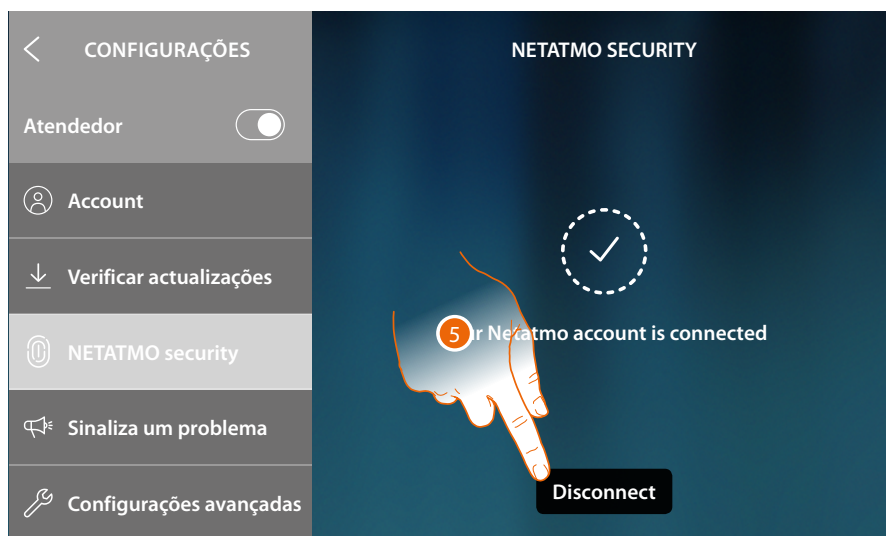 CONFIGURAÇÕES
Atendedor
Account
Verificar actualizações
NETATMO security
Sinaliza um problema
Configurações avançadas
NETATMO SECURITY
5
r Netatmo account is connected
Disconnect